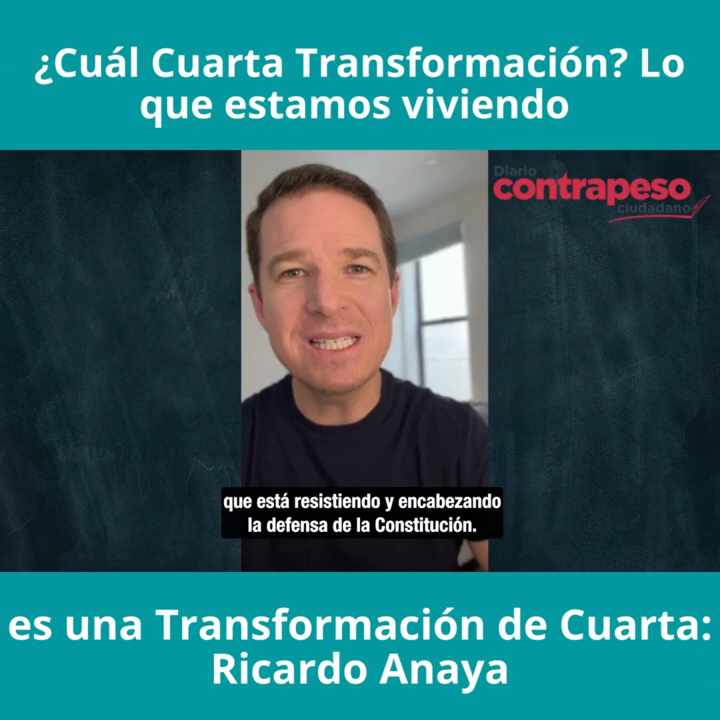 ¿Cuál Cuarta Transformación? Lo
que estamos viviendo
Diario
contrapeso
ciudadano
que está resistiendo y encabezando
la defensa de la Constitución.
es una Transformación de Cuarta:
Ricardo Anaya